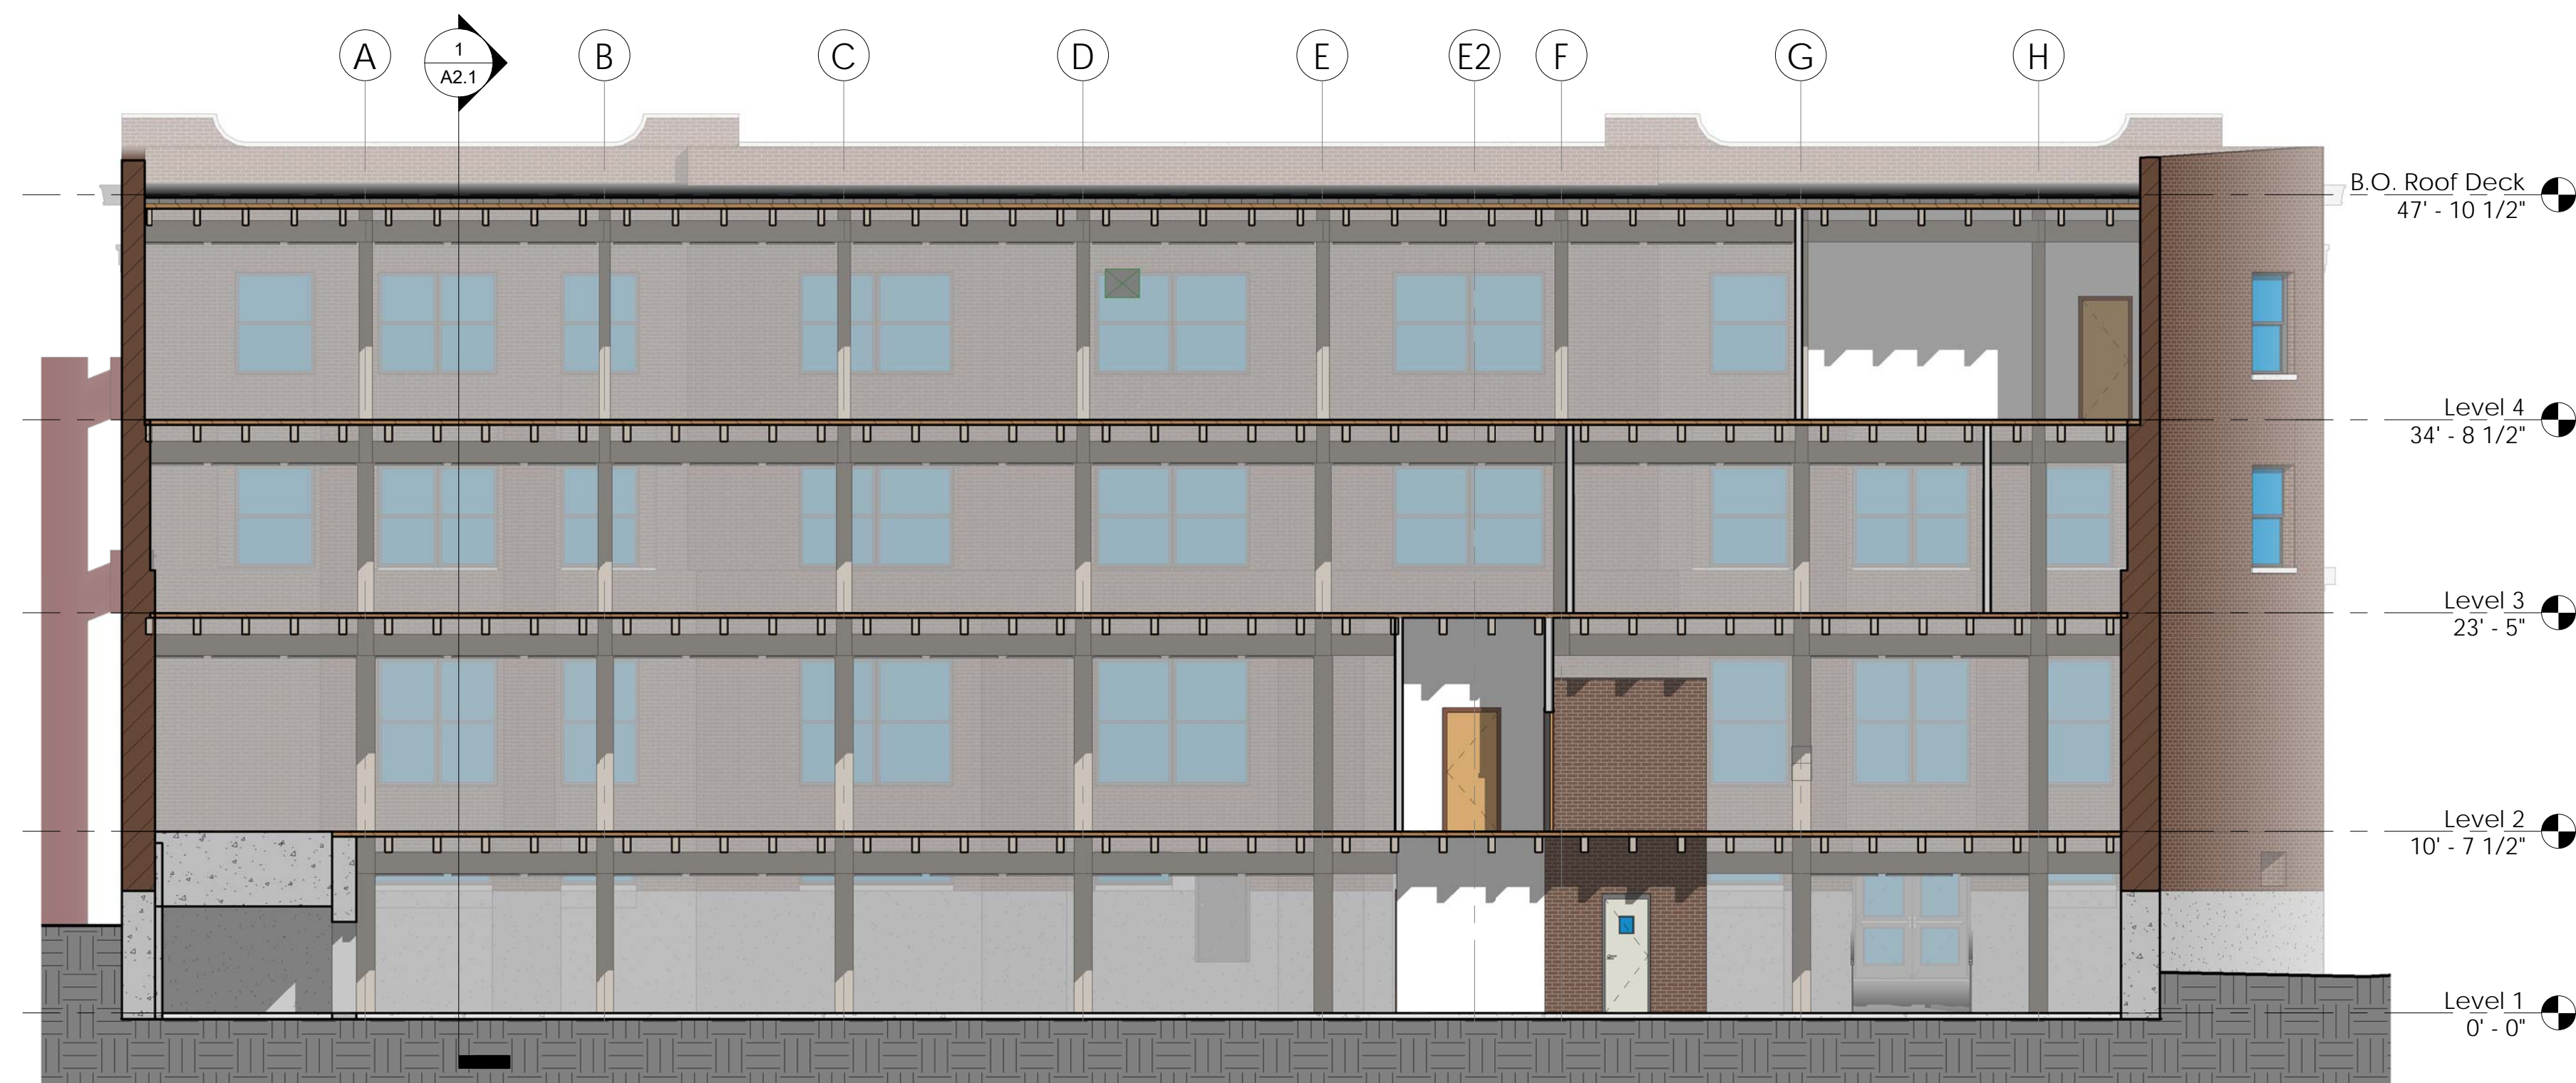 A
1
A2.1
B
C
D
E
E2
F
G
H
B.O. Roof Deck
47' - 10 1/2"
Level 4
34' - 8 1/2"
Level 3
23' - 5"
Level 2
10' - 7 1/2"
Level 1
0' - 0"